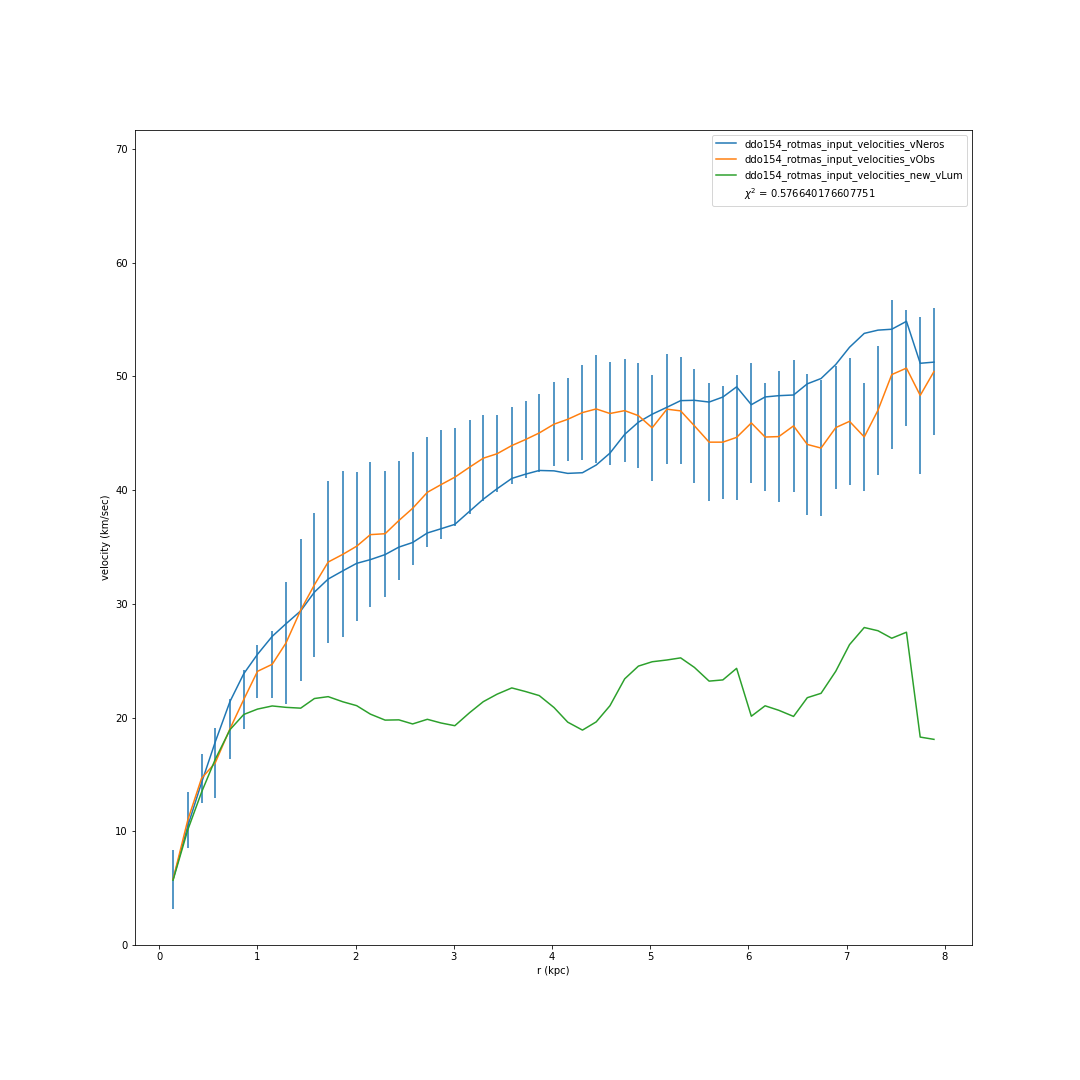 ddo154_rotmas_input_velocities_vNeros
ddo154_rotmas_input_velocities_vObs
ddo154_rotmas_input_velocities_new_vLum
χ² = 0.576640176607751
velocity (km/sec)
70
60
50
40
30
20
10
0
0 1 2 3 4 5 6 7 8
r (kpc)